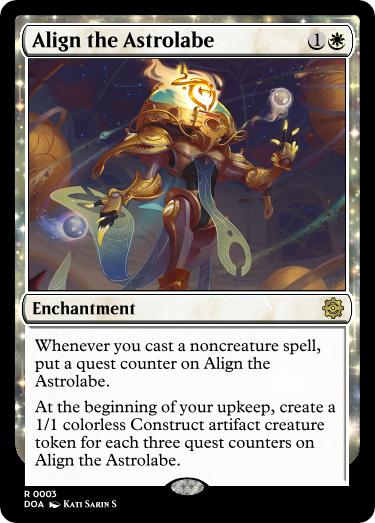 Align the Astrolabe 1
Enchantment
Whenever you cast a noncreature spell,
put a quest counter on Align the
Astrolabe.
At the beginning of your upkeep, create a
1/1 colorless Construct artifact creature
token for each three quest counters on
Align the Astrolabe.
R 0003
DOA Kati Sarin S